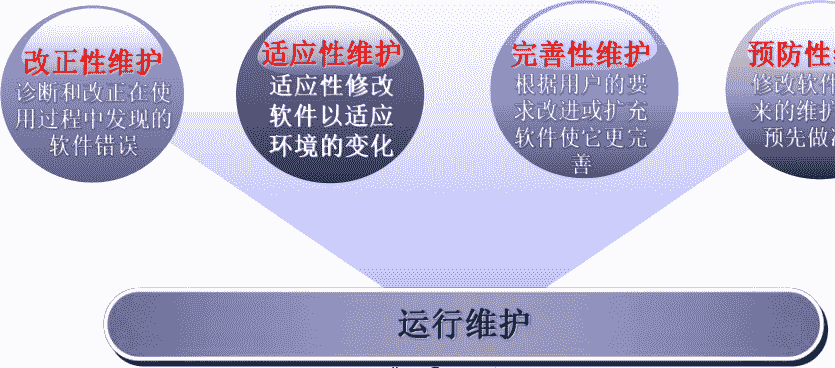 改正性维护
诊断和改正在使
用过程中发现的
软件错误
适应性维护
适应性修改
软件以适应
环境的变化
完善性维护
根据用户的要
求改进或扩充
软件使它更完
善
预防性
修改软件
来的维护
预先做
运行维护